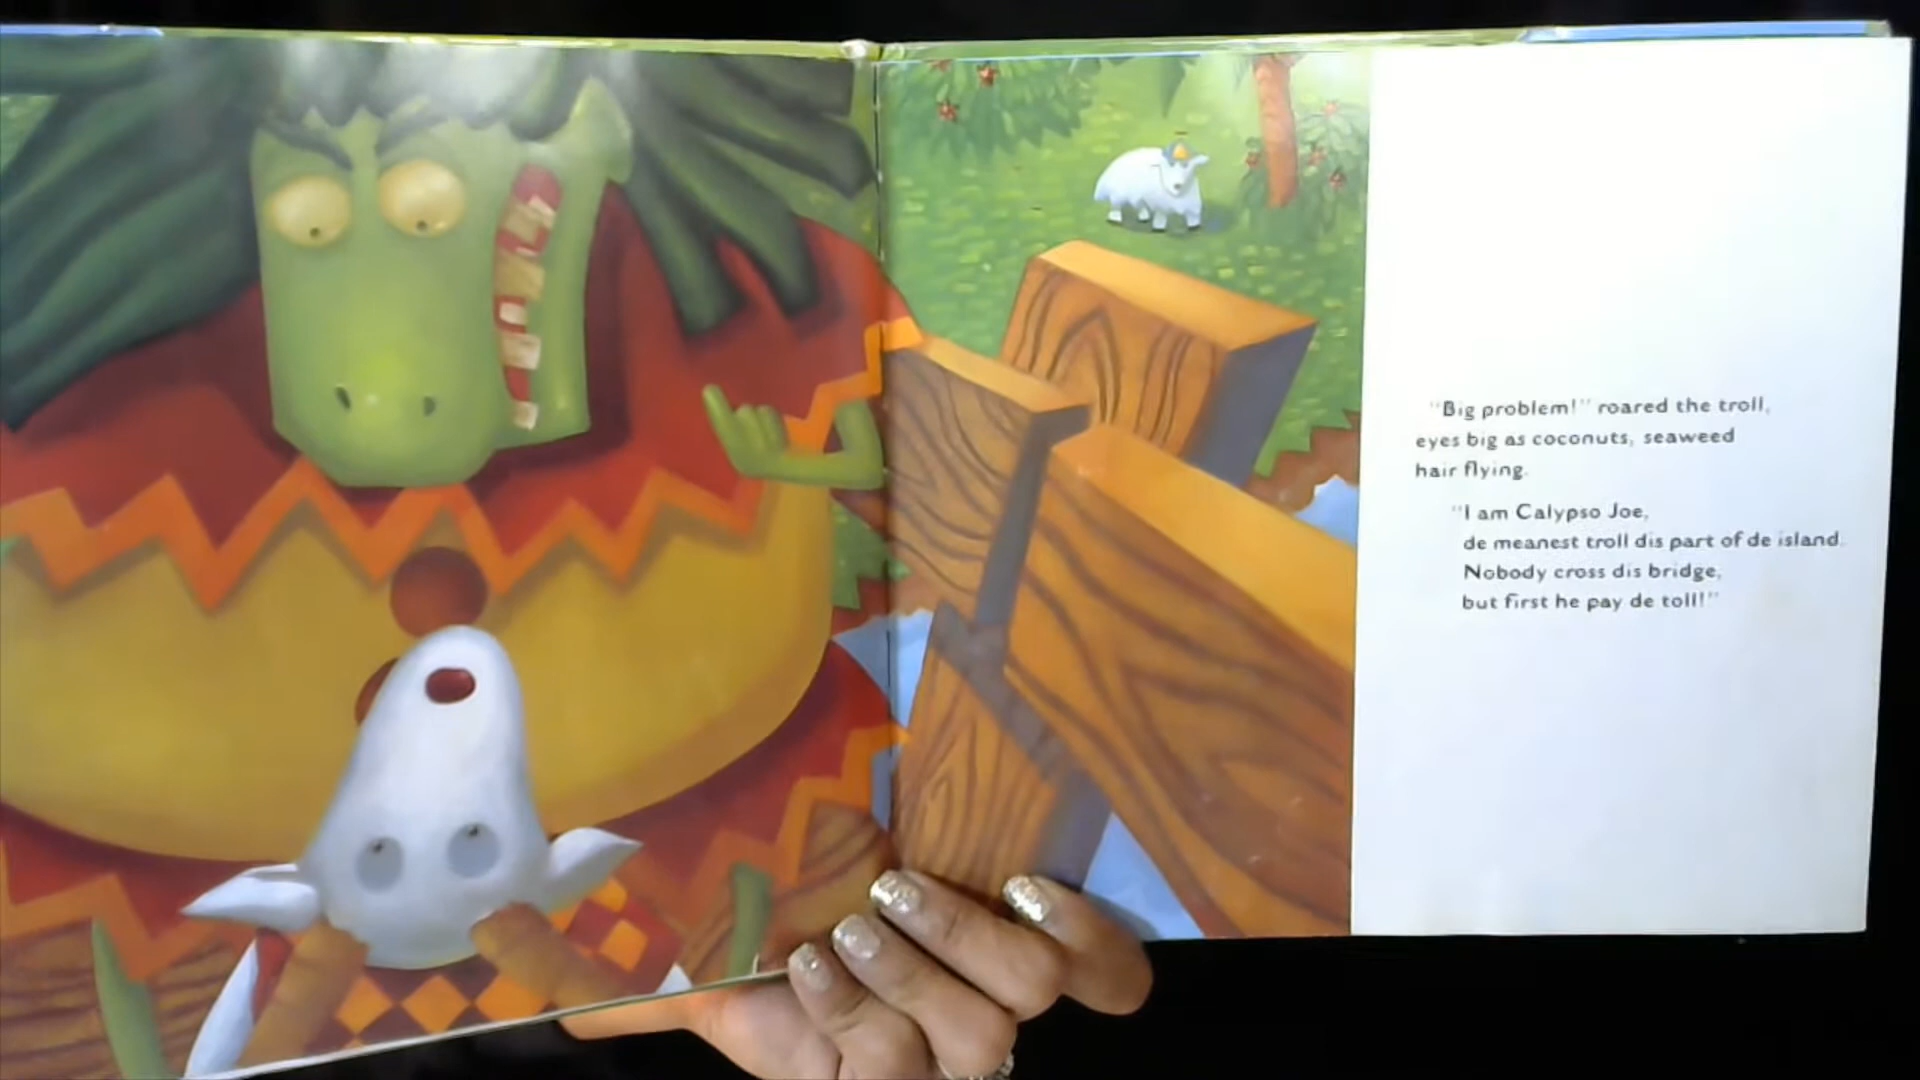 "Big problem!" roared the troll,
eyes big as coconuts, seaweed
hair flying.
"I am Calypso Joe,
de meanest troll dis part of de island.
Nobody cross dis bridge,
but first he pay de toll!"